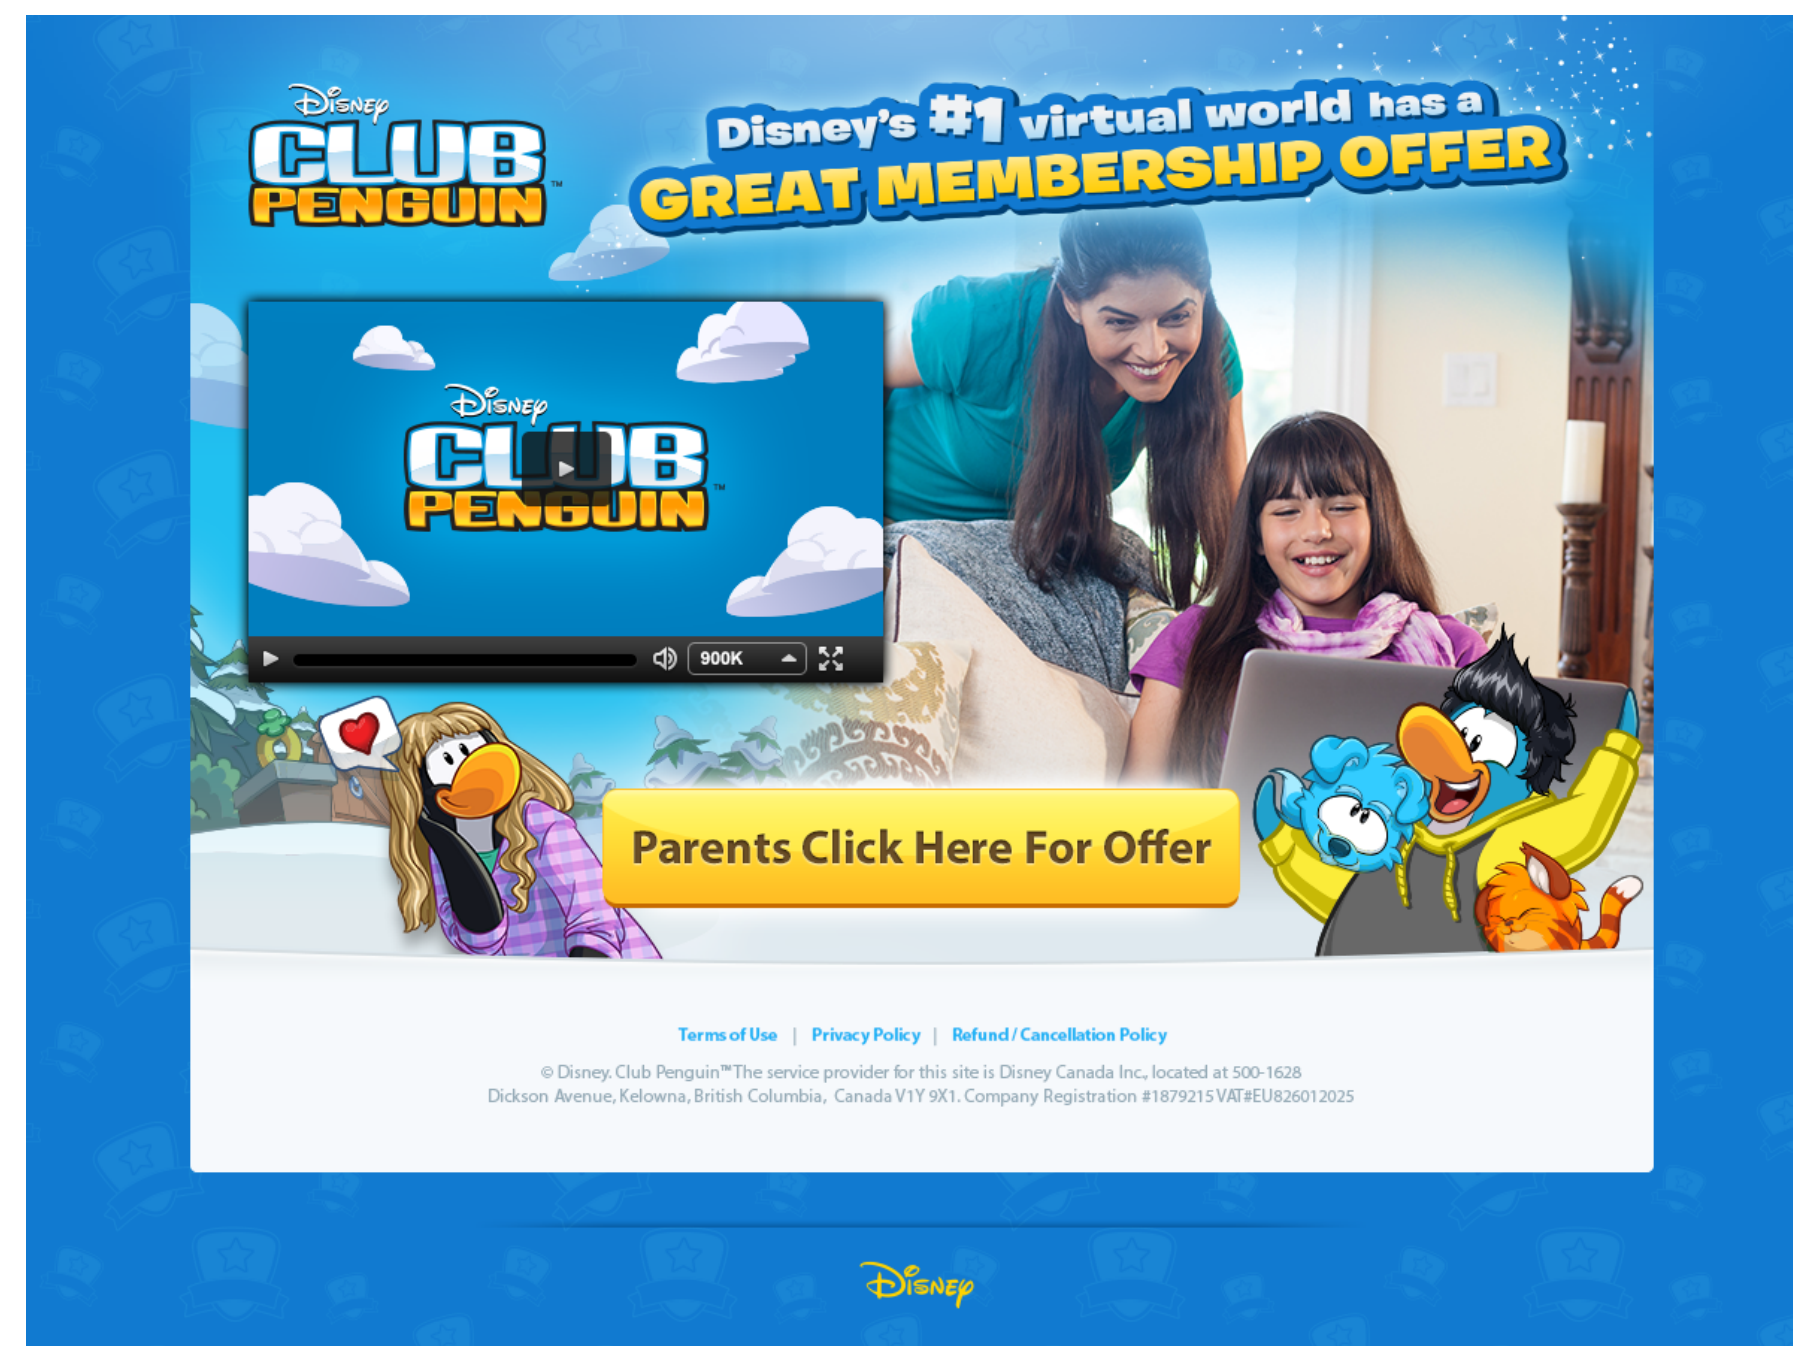 Disney
CLUB
PENGUIN™
Disney's #1 virtual world has a
GREAT MEMBERSHIP OFFER
Disney
CLUB
PENGUIN™
900K
Parents Click Here For Offer
Terms of Use | Privacy Policy | Refund / Cancellation Policy
© Disney. Club Penguin™ The service provider for this site is Disney Canada Inc., located at 500-1628
Dickson Avenue, Kelowna, British Columbia, Canada V1Y 9X1. Company Registration #1879215 VAT#EU826012025
Disney